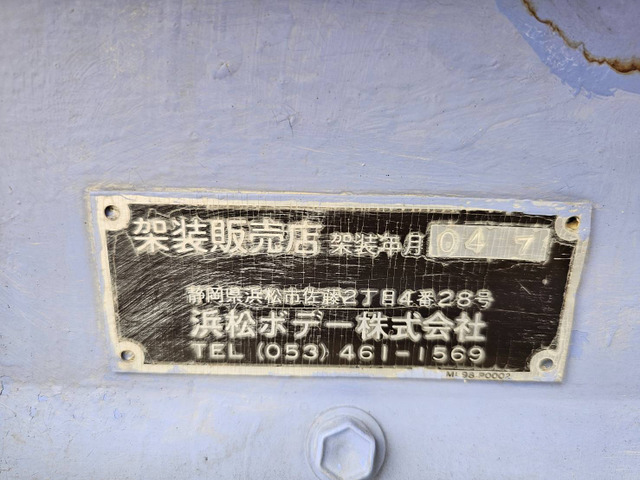 架装販売店 架装年月 04 7
静岡県浜松市佐藤2丁目4番28号
浜松ボデー株式会社
TEL (053) 461-1569
ML98-P0002